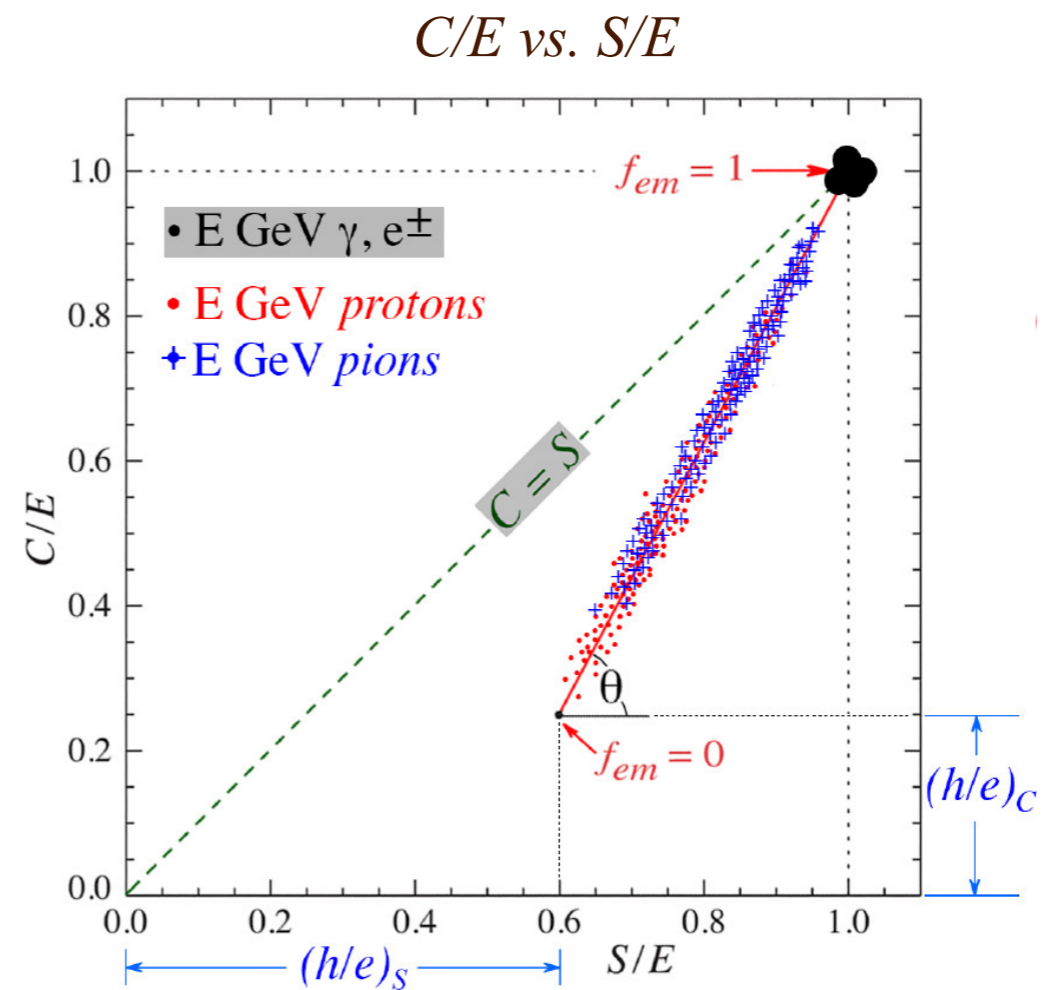 C/E vs. S/E
1.0
f_em = 1
• E GeV γ, e±
0.8
• E GeV protons
+ E GeV pions
0.6
C = S
C/E
0.4
θ
0.2
f_em = 0
(h/e)_C
0.0
0.0 0.2 0.4 0.6 0.8 1.0
(h/e)_S
S/E